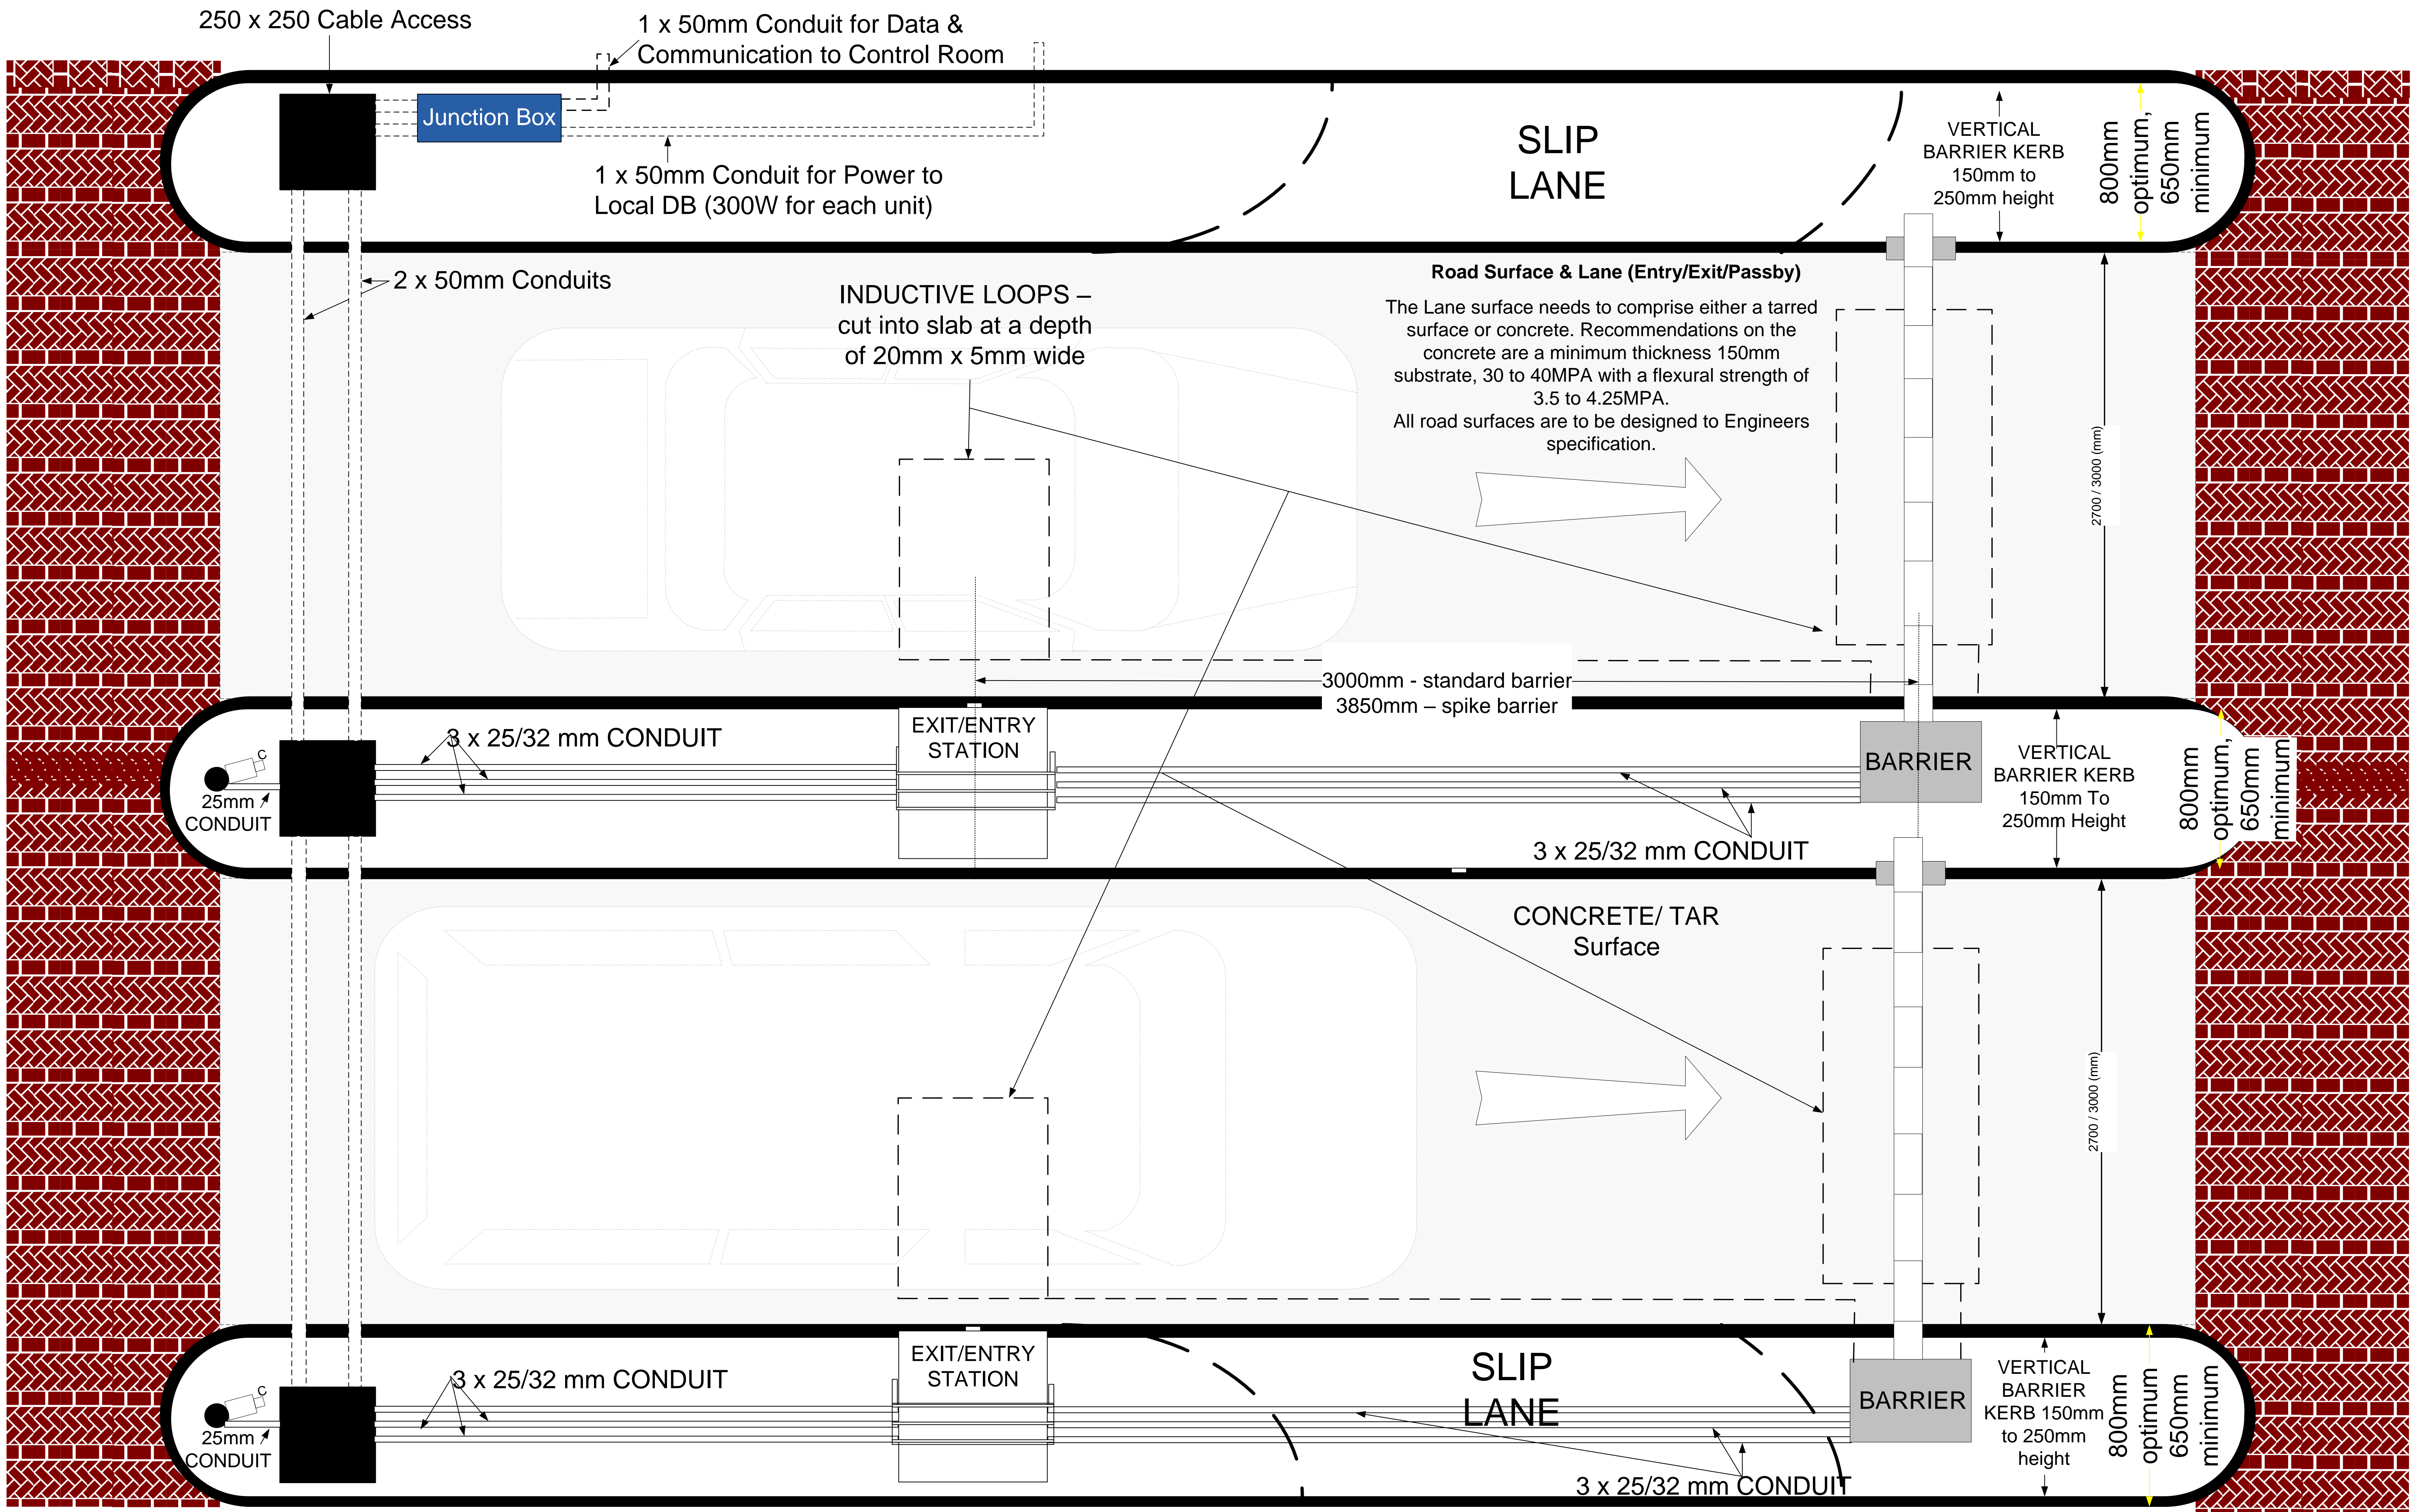 250 x 250 Cable Access
1 x 50mm Conduit for Data &
Communication to Control Room
Junction Box
1 x 50mm Conduit for Power to
Local DB (300W for each unit)
SLIP
LANE
VERTICAL
BARRIER KERB
150mm to
250mm height
800mm
optimum,
650mm
minimum
2 x 50mm Conduits
INDUCTIVE LOOPS –
cut into slab at a depth
of 20mm x 5mm wide
Road Surface & Lane (Entry/Exit/Passby)
The Lane surface needs to comprise either a tarred
surface or concrete. Recommendations on the
concrete are a minimum thickness 150mm
substrate, 30 to 40MPA with a flexural strength of
3.5 to 4.25MPA.
All road surfaces are to be designed to Engineers
specification.
2700 / 3000 (mm)
3000mm - standard barrier
3850mm – spike barrier
C
25mm
CONDUIT
3 x 25/32 mm CONDUIT
EXIT/ENTRY
STATION
3 x 25/32 mm CONDUIT
BARRIER
VERTICAL
BARRIER KERB
150mm To
250mm Height
800mm
optimum,
650mm
minimum
CONCRETE/ TAR
Surface
2700 / 3000 (mm)
C
25mm
CONDUIT
3 x 25/32 mm CONDUIT
EXIT/ENTRY
STATION
SLIP
LANE
3 x 25/32 mm CONDUIT
BARRIER
VERTICAL
BARRIER
KERB 150mm
to 250mm
height
800mm
optimum
650mm
minimum